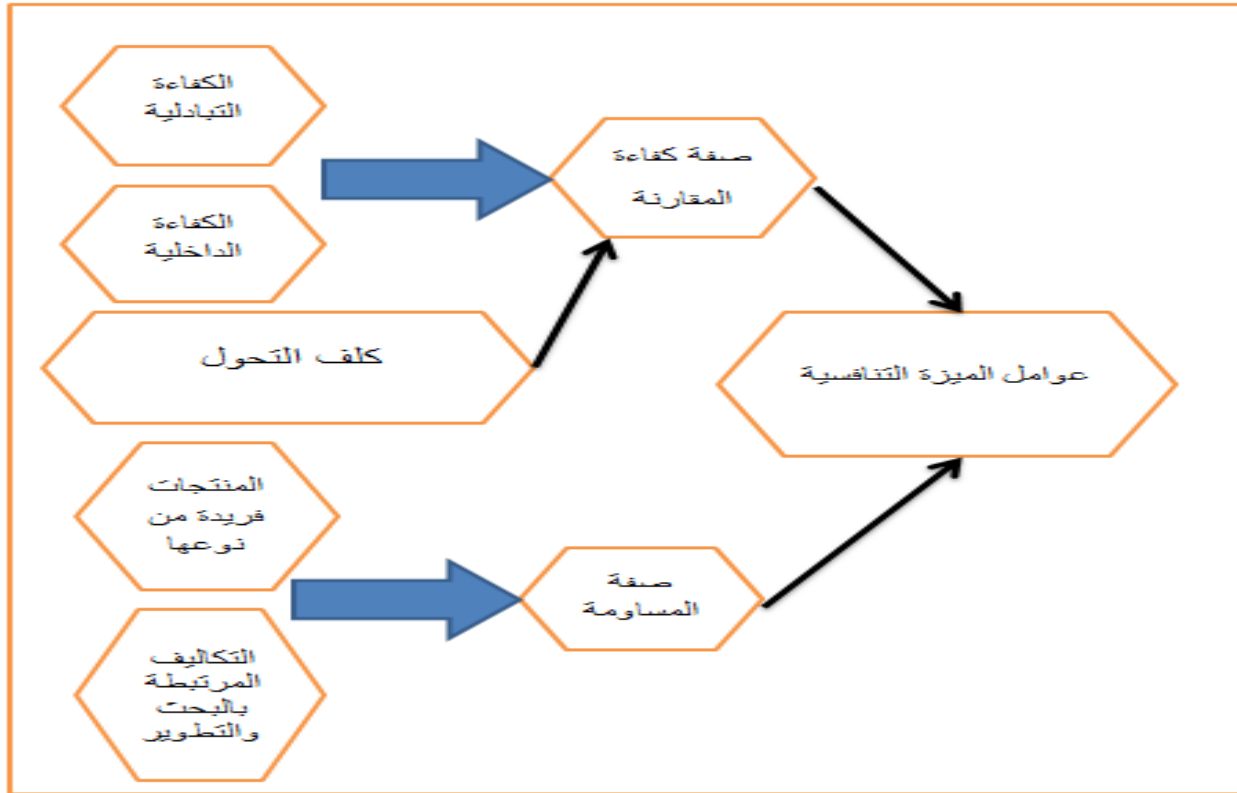 الكفاءة
التبادلية
صفة كفاءة
المقارنة
الكفاءة
الداخلية
كلف التحول
عوامل الميزة التنافسية
المنتجات
فريدة من
نوعها
صفة
المساومة
التكاليف
المرتبطة
بالبحث
والتطوير